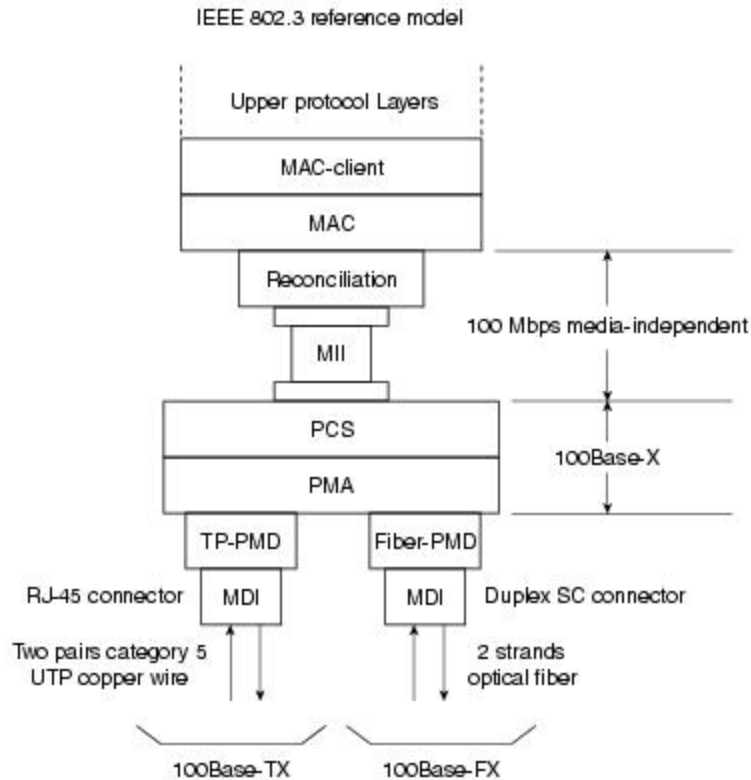 IEEE 802.3 reference model
Upper protocol Layers
MAC-client
MAC
Reconciliation
100 Mbps media-independent
MII
PCS
100Base-X
PMA
TP-PMD
Fiber-PMD
RJ-45 connector
MDI
MDI
Duplex SC connector
Two pairs category 5
UTP copper wire
2 strands
optical fiber
100Base-TX
100Base-FX